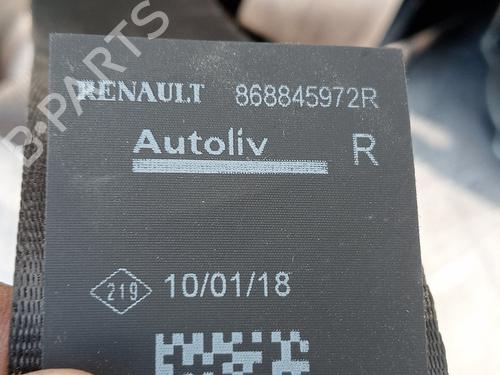 RENAULT 868845972R
Autoliv R
219 10/01/18
B-PARTS